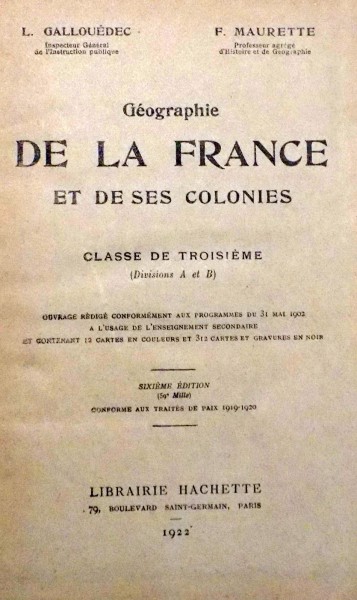 L. GALLOUÉDEC
Inspecteur Général
de l'Instruction publique
F. MAURETTE
Professeur agrégé
d'Histoire et de Géographie
Géographie
DE LA FRANCE
ET DE SES COLONIES
CLASSE DE TROISIÈME
(Divisions A et B)
OUVRAGE RÉDIGÉ CONFORMÉMENT AUX PROGRAMMES DU 31 MAI 1902
A L'USAGE DE L'ENSEIGNEMENT SECONDAIRE
ET CONTENANT 12 CARTES EN COULEURS ET 312 CARTES ET GRAVURES EN NOIR
SIXIÈME ÉDITION
(59e Mille)
CONFORME AUX TRAITÉS DE PAIX 1919-1920
LIBRAIRIE HACHETTE
79, BOULEVARD SAINT-GERMAIN, PARIS
1922